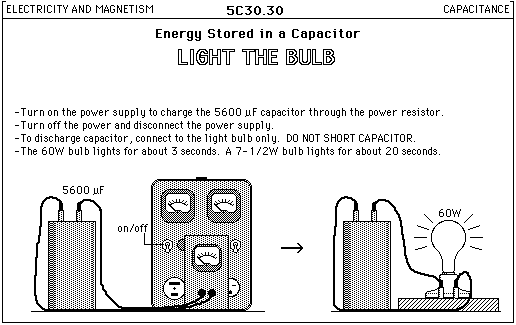 ELECTRICITY AND MAGNETISM
5C30.30
CAPACITANCE
Energy Stored in a Capacitor
LIGHT THE BULB
-Turn on the power supply to charge the 5600 µF capacitor through the power resistor.
-Turn off the power and disconnect the power supply.
-To discharge capacitor, connect to the light bulb only. DO NOT SHORT CAPACITOR.
-The 60W bulb lights for about 3 seconds. A 7-1/2W bulb lights for about 20 seconds.
5600 µF
on/off
60W